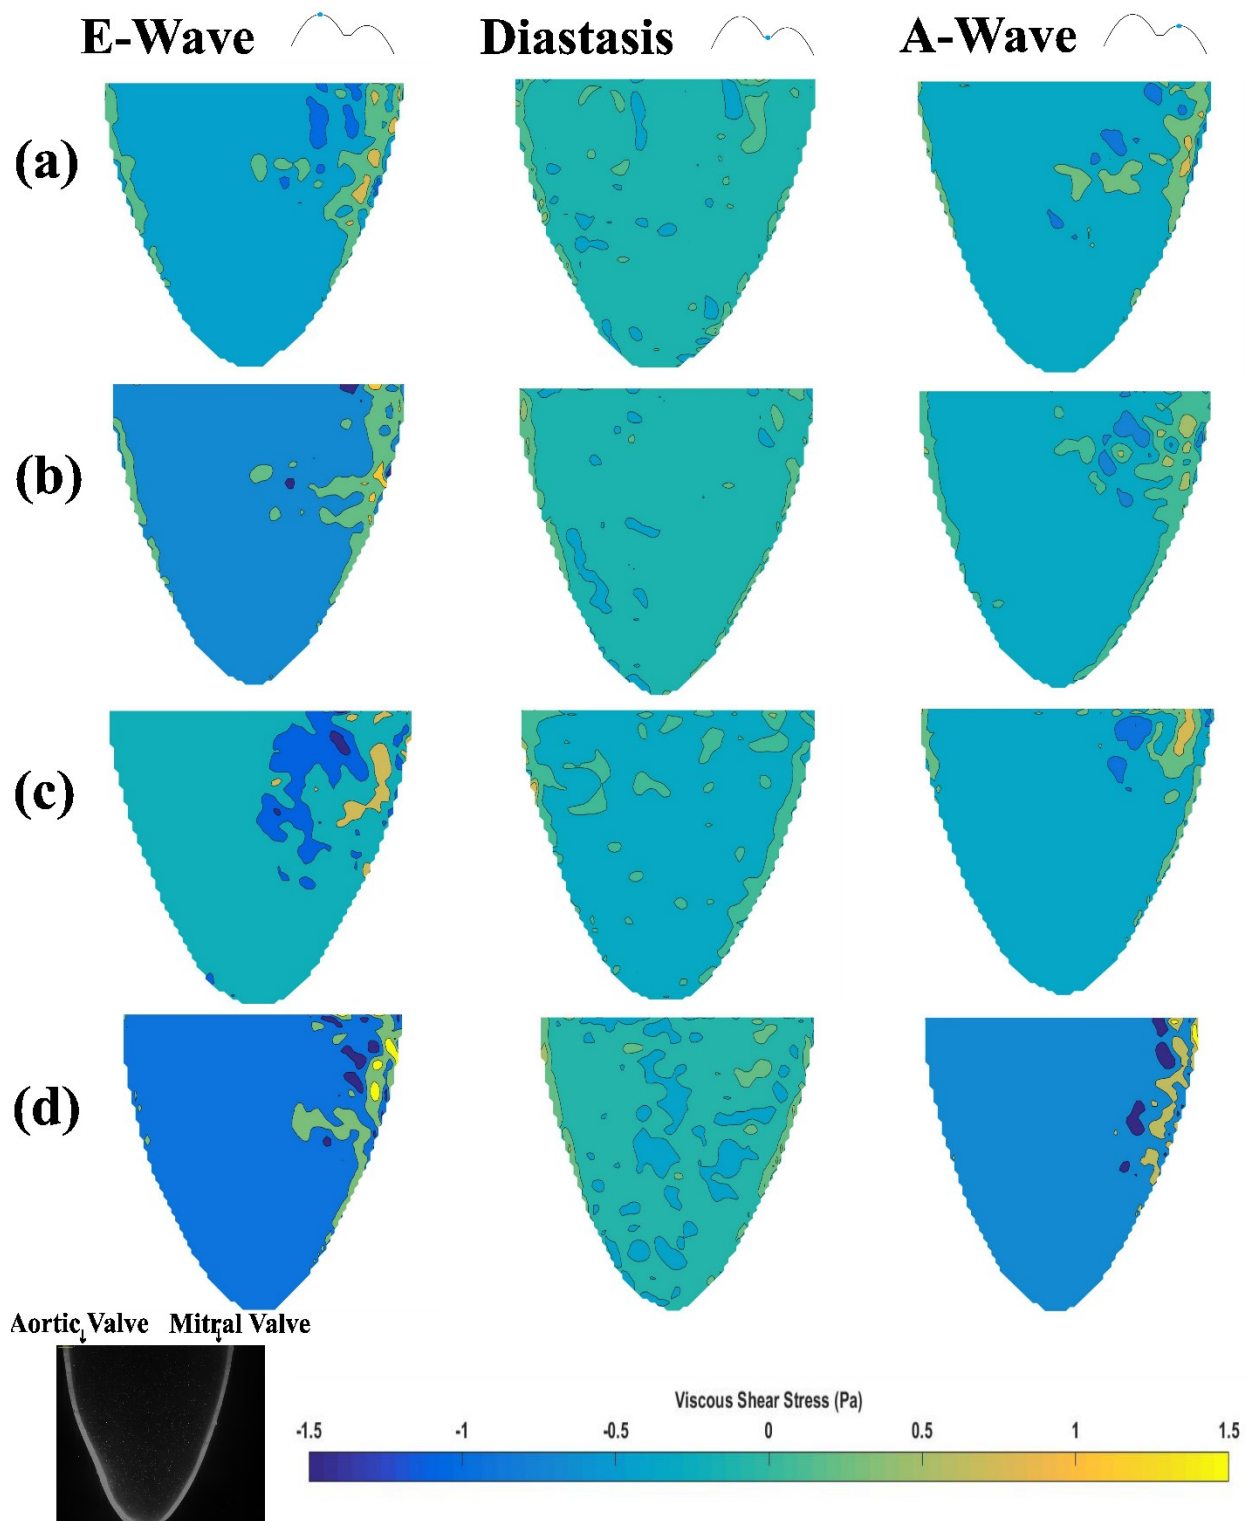 E-Wave Diastasis A-Wave
(a)
(b)
(c)
(d)
Aortic Valve Mitral Valve
Viscous Shear Stress (Pa)
-1.5 -1 -0.5 0 0.5 1 1.5